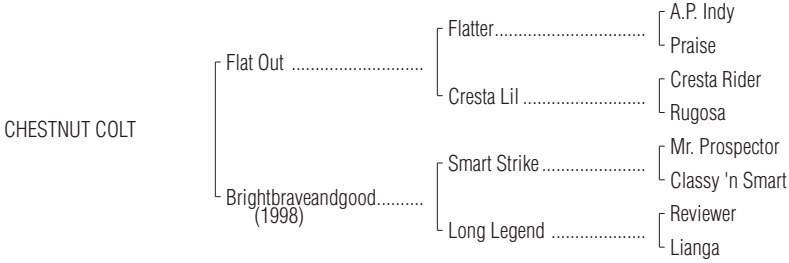 A.P. Indy
Flatter................................
Praise
Flat Out ............................
Cresta Rider
Cresta Lil ..........................
Rugosa
CHESTNUT COLT
Mr. Prospector
Smart Strike......................
Classy 'n Smart
Brightbraveandgood..........
(1998)
Reviewer
Long Legend ....................
Lianga